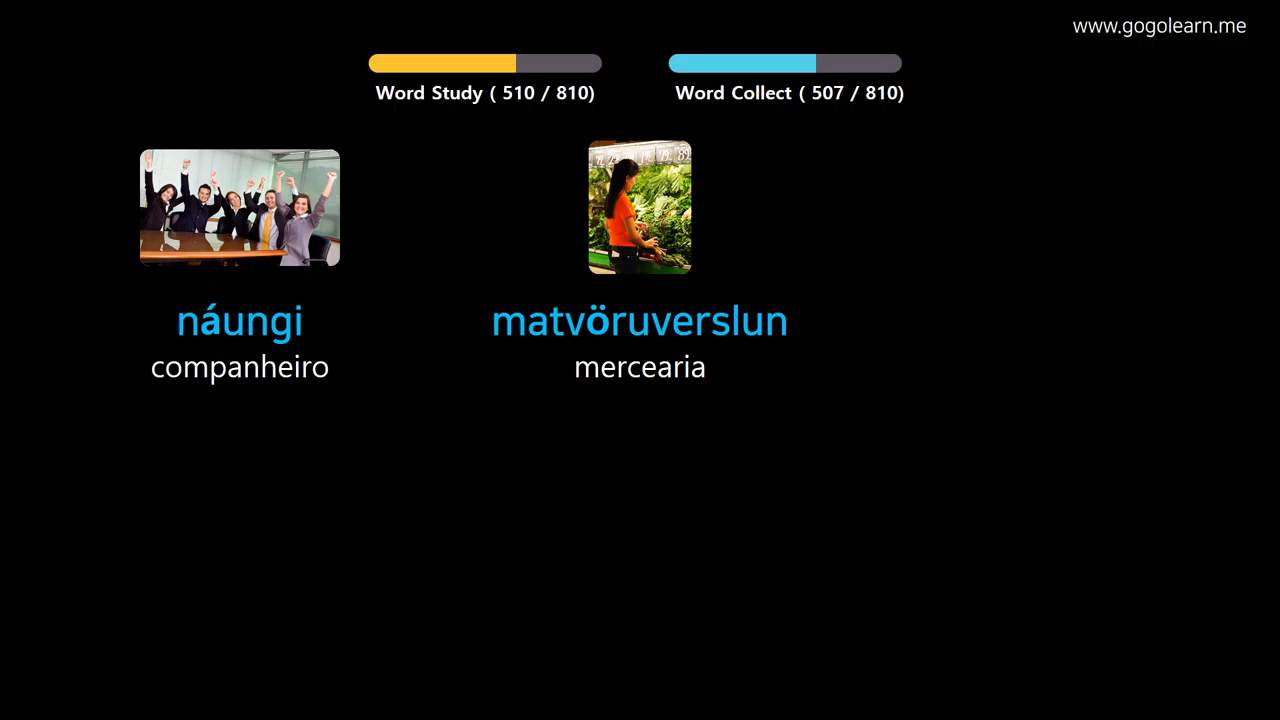 www.gogolearn.me
Word Study ( 510 / 810)
Word Collect ( 507 / 810)
náungi
companheiro
matvöruverslun
mercearia